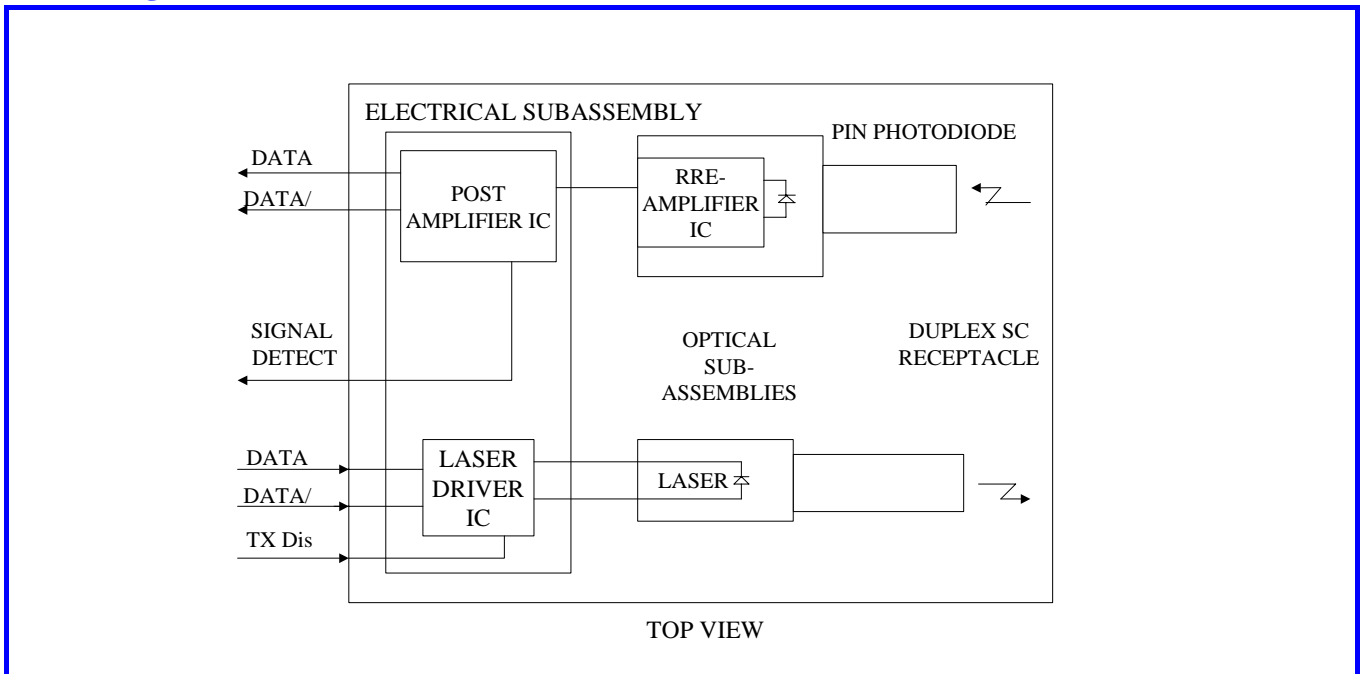 ELECTRICAL SUBASSEMBLY
PIN PHOTODIODE
DATA
DATA/
POST
AMPLIFIER IC
RRE-
AMPLIFIER
IC
SIGNAL
DETECT
OPTICAL
SUB-
ASSEMBLIES
DUPLEX SC
RECEPTACLE
DATA
DATA/
TX Dis
LASER
DRIVER
IC
LASER
TOP VIEW